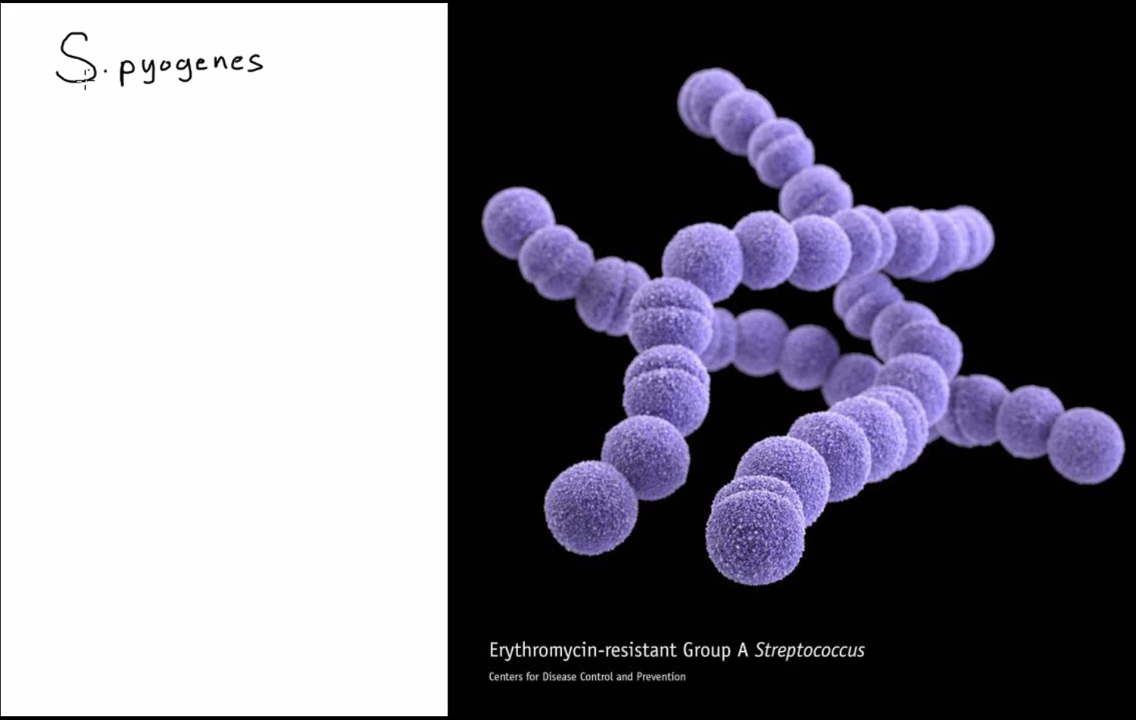 S. pyogenes
Erythromycin-resistant Group A Streptococcus
Centers for Disease Control and Prevention